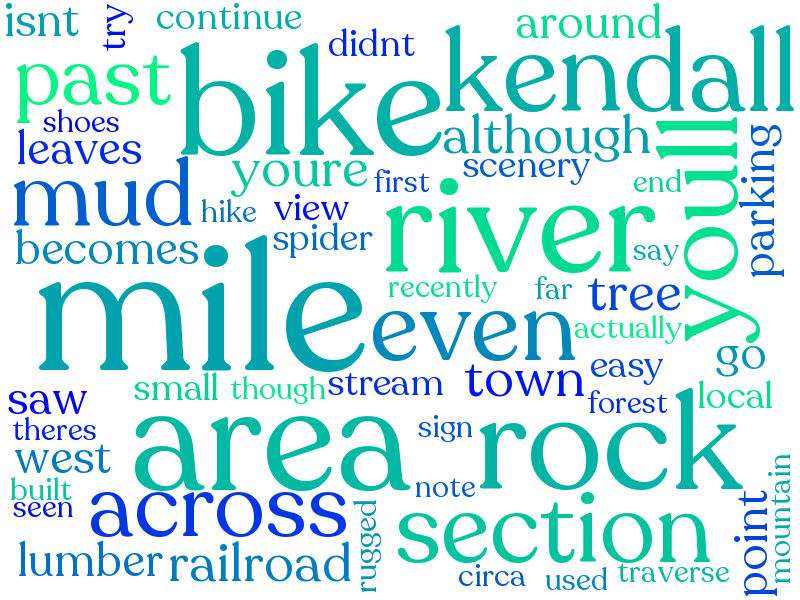 isnt try continue didnt around
past bike kendall
shoes leaves although youll parking
youre scenery
mud hike view first end
becomes spider river say
mile recently far tree
even actually
saw small though stream town easy go
theres area sign rock forest local
west
built seen across note section point mountain
lumber railroad rugged circa used traverse